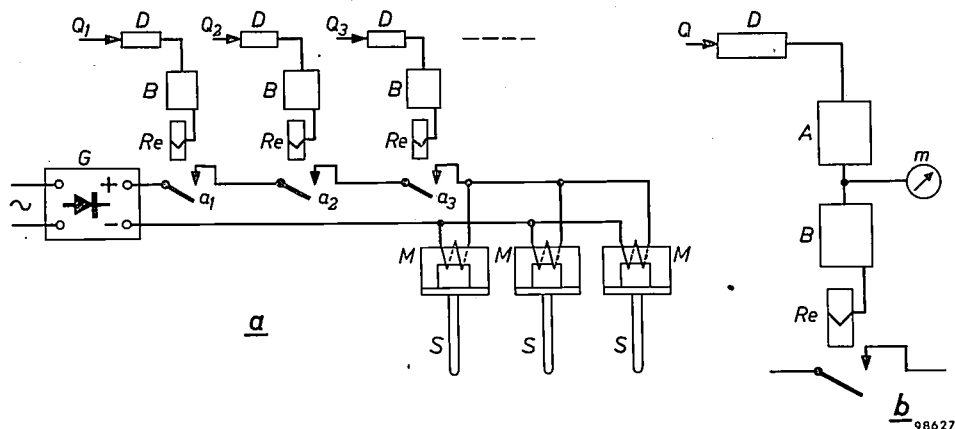 Q1 D Q2 D Q3 D
B B B
Re Re Re
G
+ a1 a2 a3
~ −
M M M
a
S S S
Q D
A
m
B
Re
b
98627